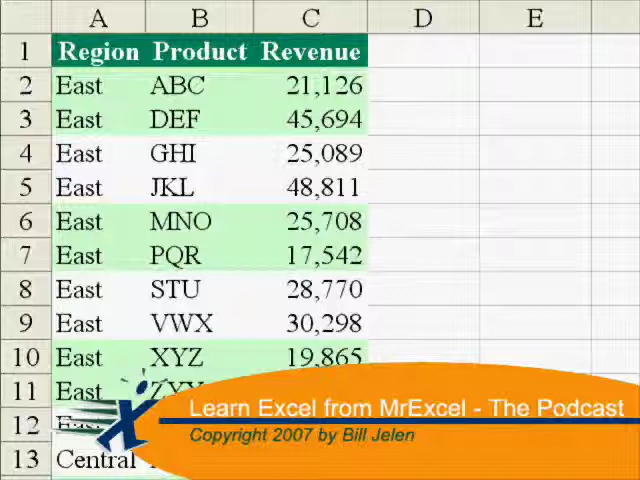 A B C D E
1 Region Product Revenue
2 East ABC 21,126
3 East DEF 45,694
4 East GHI 25,089
5 East JKL 48,811
6 East MNO 25,708
7 East PQR 17,542
8 East STU 28,770
9 East VWX 30,298
10 East XYZ 19,865
11 East
12 East
13 Central
Learn Excel from MrExcel - The Podcast
Copyright 2007 by Bill Jelen